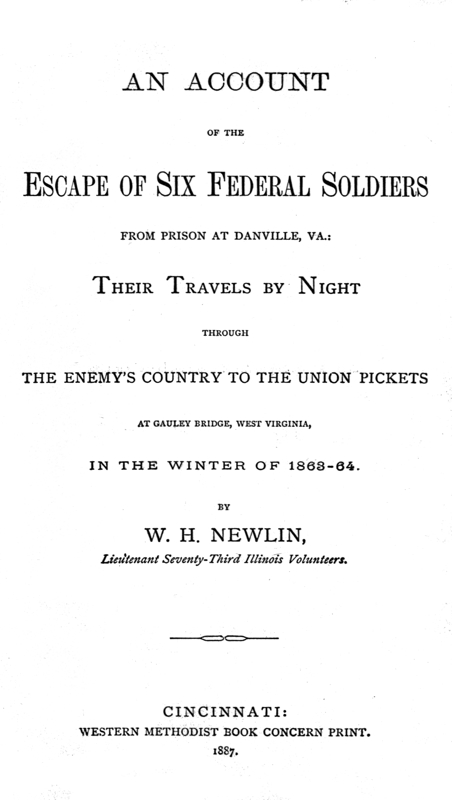 AN ACCOUNT
OF THE
ESCAPE OF SIX FEDERAL SOLDIERS
FROM PRISON AT DANVILLE, VA.:
THEIR TRAVELS BY NIGHT
THROUGH
THE ENEMY'S COUNTRY TO THE UNION PICKETS
AT GAULEY BRIDGE, WEST VIRGINIA,
IN THE WINTER OF 1863-64.
BY
W. H. NEWLIN,
Lieutenant Seventy-Third Illinois Volunteers.
CINCINNATI:
WESTERN METHODIST BOOK CONCERN PRINT.
1887.